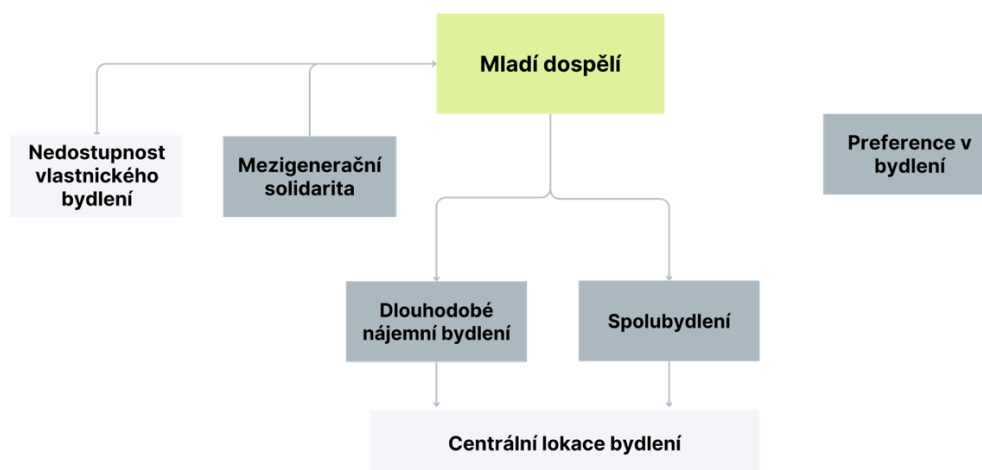 Mladí dospělí
Nedostupnost
vlastnického
bydlení
Mezigenerační
solidarita
Preference v
bydlení
Dlouhodobé
nájemní bydlení
Spolubydlení
Centrální lokace bydlení